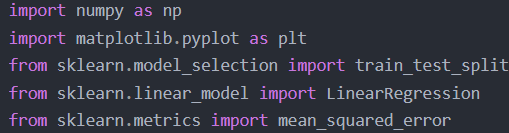 import numpy as np
import matplotlib.pyplot as plt
from sklearn.model_selection import train_test_split
from sklearn.linear_model import LinearRegression
from sklearn.metrics import mean_squared_error